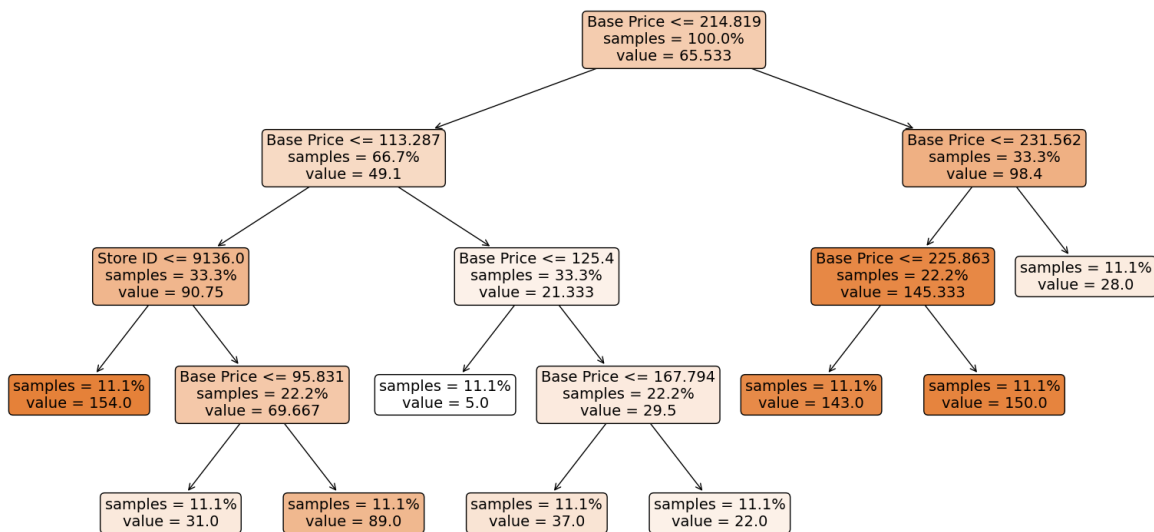 Base Price <= 214.819
samples = 100.0%
value = 65.533
Base Price <= 113.287
samples = 66.7%
value = 49.1
Base Price <= 231.562
samples = 33.3%
value = 98.4
Store ID <= 9136.0
samples = 33.3%
value = 90.75
Base Price <= 125.4
samples = 33.3%
value = 21.333
Base Price <= 225.863
samples = 22.2%
value = 145.333
samples = 11.1%
value = 28.0
samples = 11.1%
value = 154.0
Base Price <= 95.831
samples = 22.2%
value = 69.667
samples = 11.1%
value = 5.0
Base Price <= 167.794
samples = 22.2%
value = 29.5
samples = 11.1%
value = 143.0
samples = 11.1%
value = 150.0
samples = 11.1%
value = 31.0
samples = 11.1%
value = 89.0
samples = 11.1%
value = 37.0
samples = 11.1%
value = 22.0